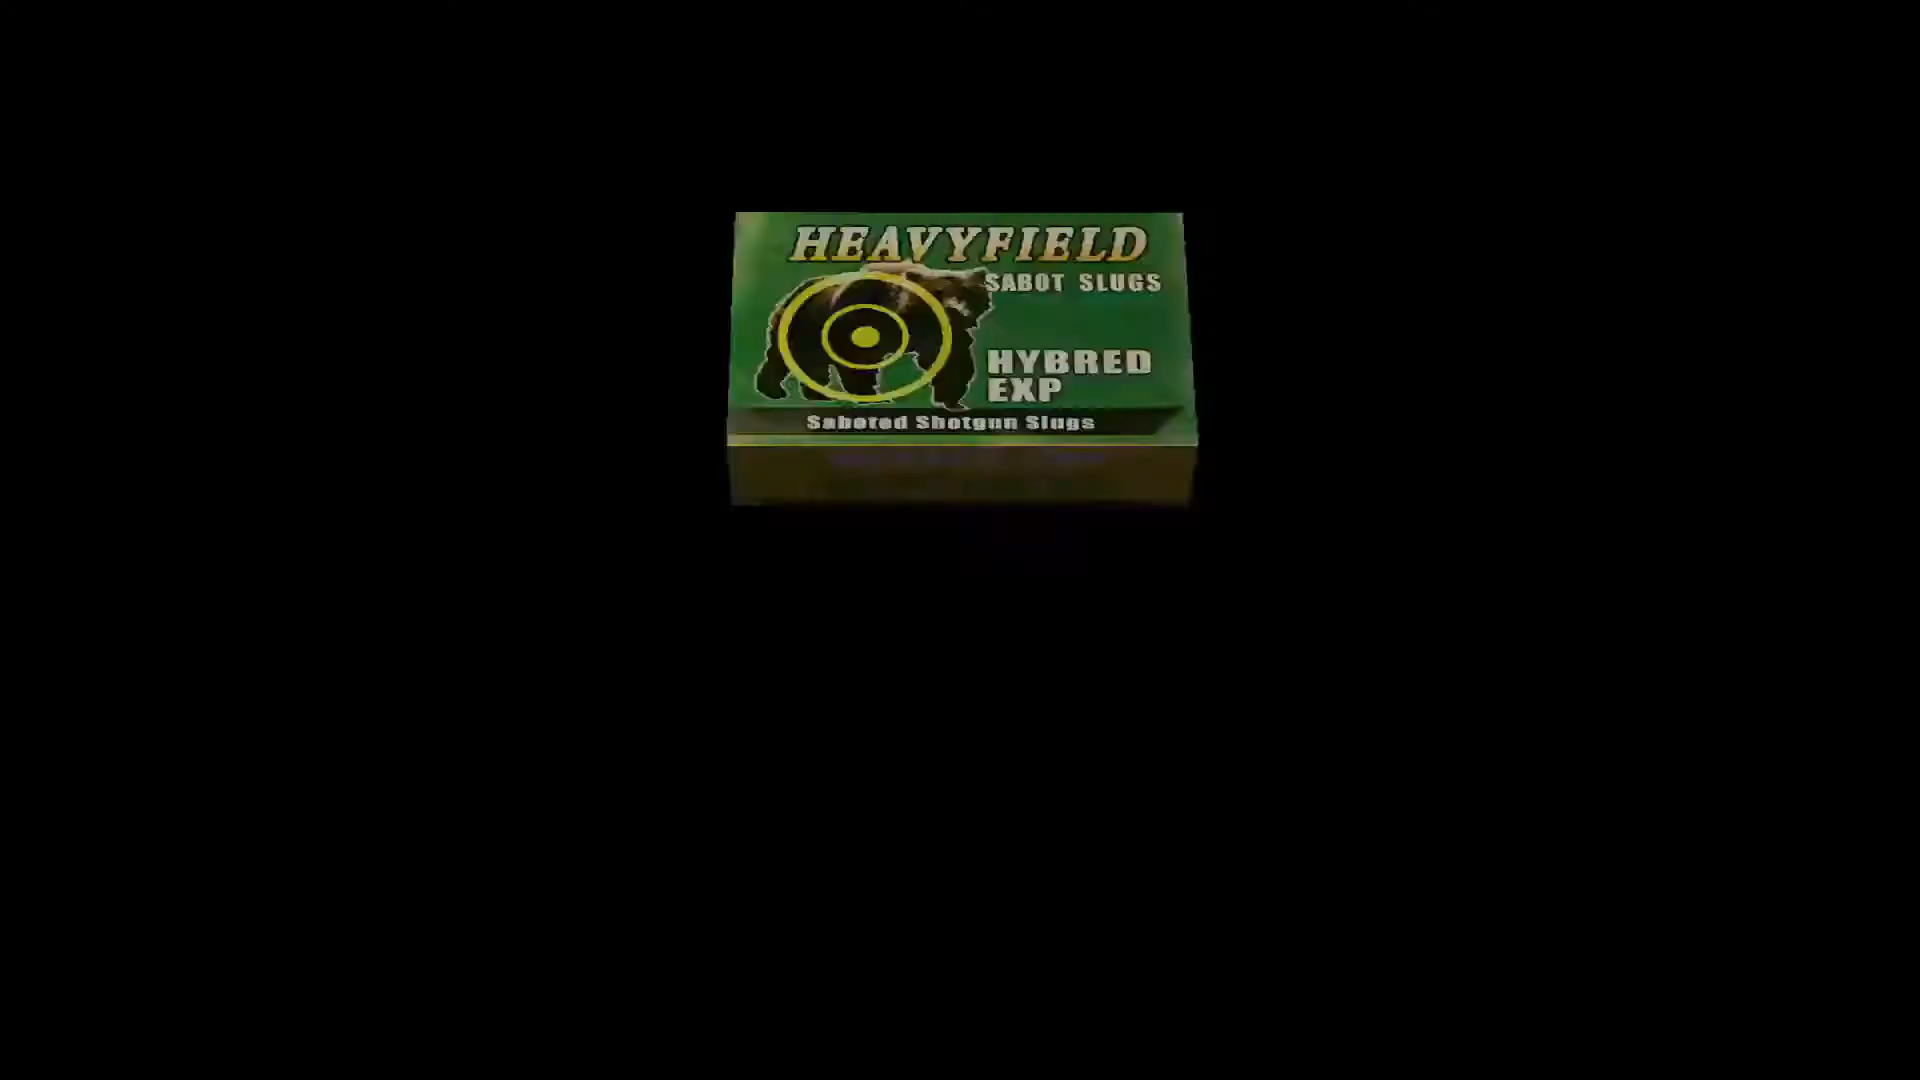 HEAVYFIELD
SABOT SLUGS
HYBRED
EXP
Saboted Shotgun Slugs